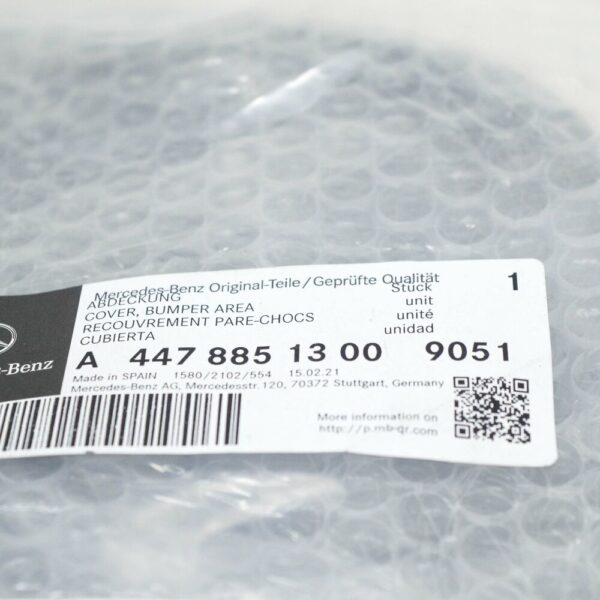 Mercedes-Benz Original-Teile/Geprüfte Qualität
1
ABDECKUNG Stück
COVER, BUMPER AREA unit
RECOUVREMENT PARE-CHOCS unité
CUBIERTA unidad
A 447 885 13 00 9051
-Benz
Made in SPAIN 1580/2102/554 15.02.21
Mercedes-Benz AG, Mercedesstr.120, 70372 Stuttgart, Germany
More information on
http://p.mb-qr.com